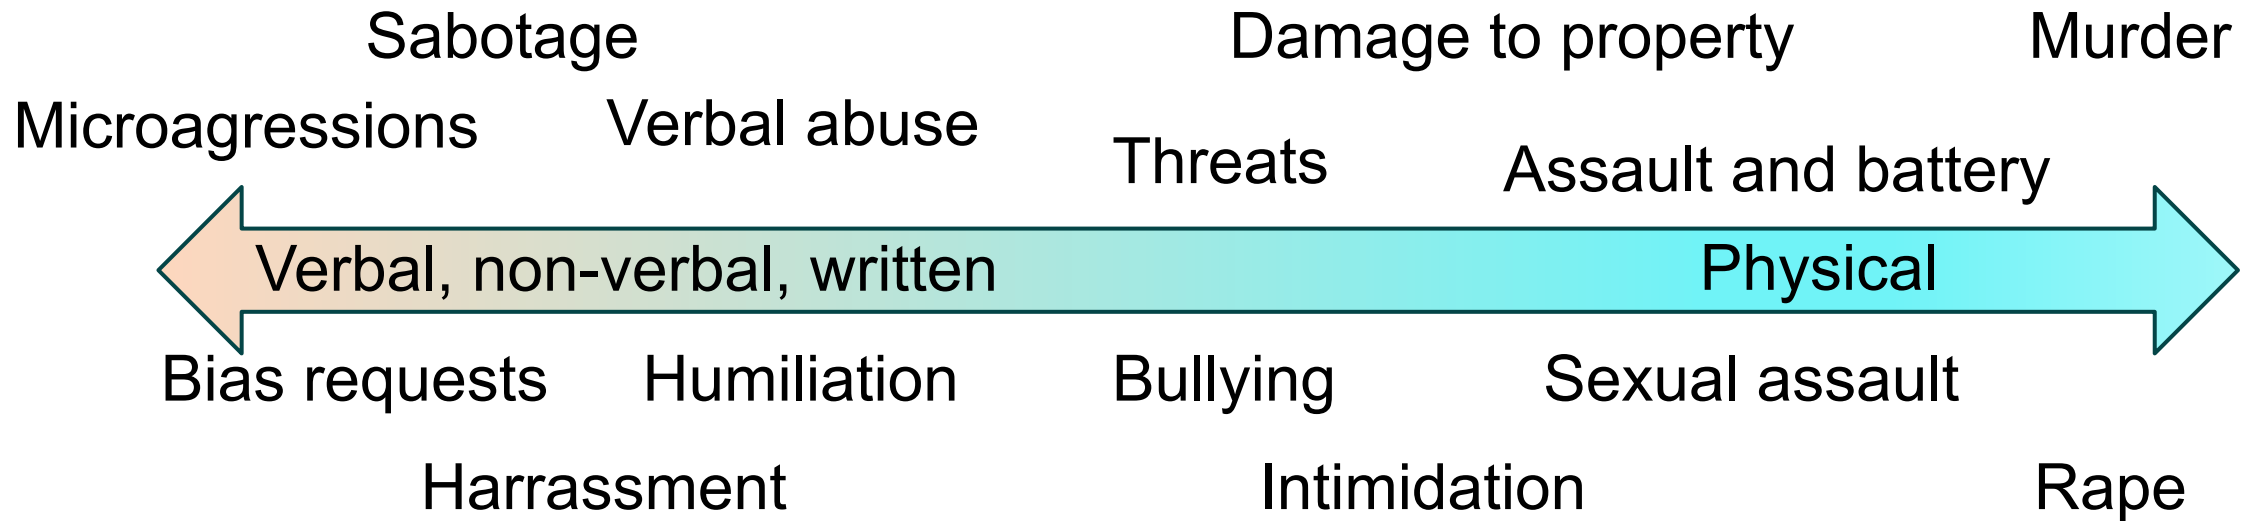 Sabotage Damage to property Murder
Microagressions Verbal abuse
Threats Assault and battery
Verbal, non-verbal, written Physical
Bias requests Humiliation Bullying Sexual assault
Harrassment Intimidation Rape